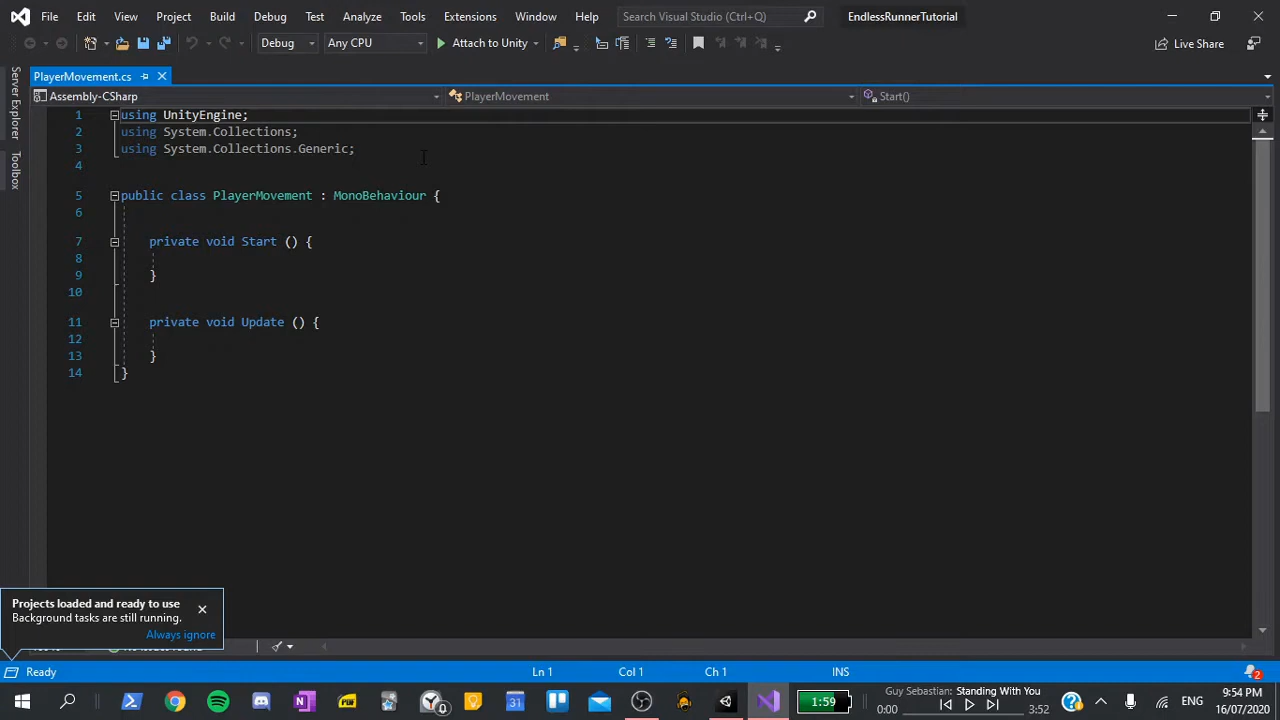 File Edit View Project Build Debug Test Analyze Tools Extensions Window Help Search Visual Studio (Ctrl+Q) EndlessRunnerTutorial
Debug Any CPU Attach to Unity Live Share
PlayerMovement.cs
Assembly-CSharp PlayerMovement Start()
Server Explorer
Toolbox
1 using UnityEngine;
2 using System.Collections;
3 using System.Collections.Generic;
4
5 public class PlayerMovement : MonoBehaviour {
6
7 private void Start () {
8
9 }
10
11 private void Update () {
12
13 }
14 }
Projects loaded and ready to use
Background tasks are still running.
Always ignore
Ready Ln 1 Col 1 Ch 1 INS 2
1:59 Guy Sebastian: Standing With You
0:00 3:52
ENG
9:54 PM
16/07/2020